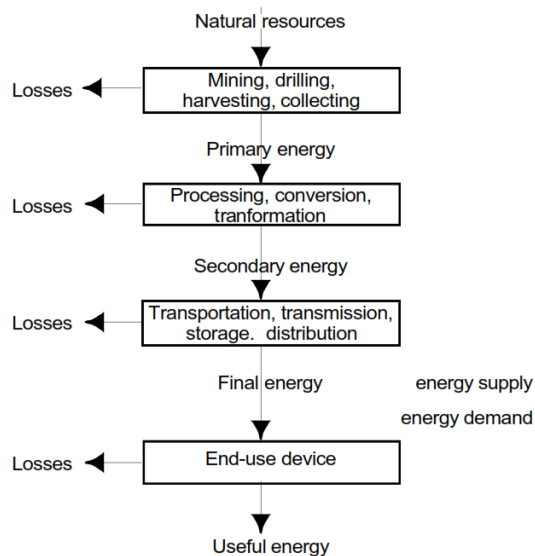 Natural resources
Losses
Mining, drilling,
harvesting, collecting
Primary energy
Losses
Processing, conversion,
tranformation
Secondary energy
Losses
Transportation, transmission,
storage. distribution
Final energy
energy supply
energy demand
Losses
End-use device
Useful energy